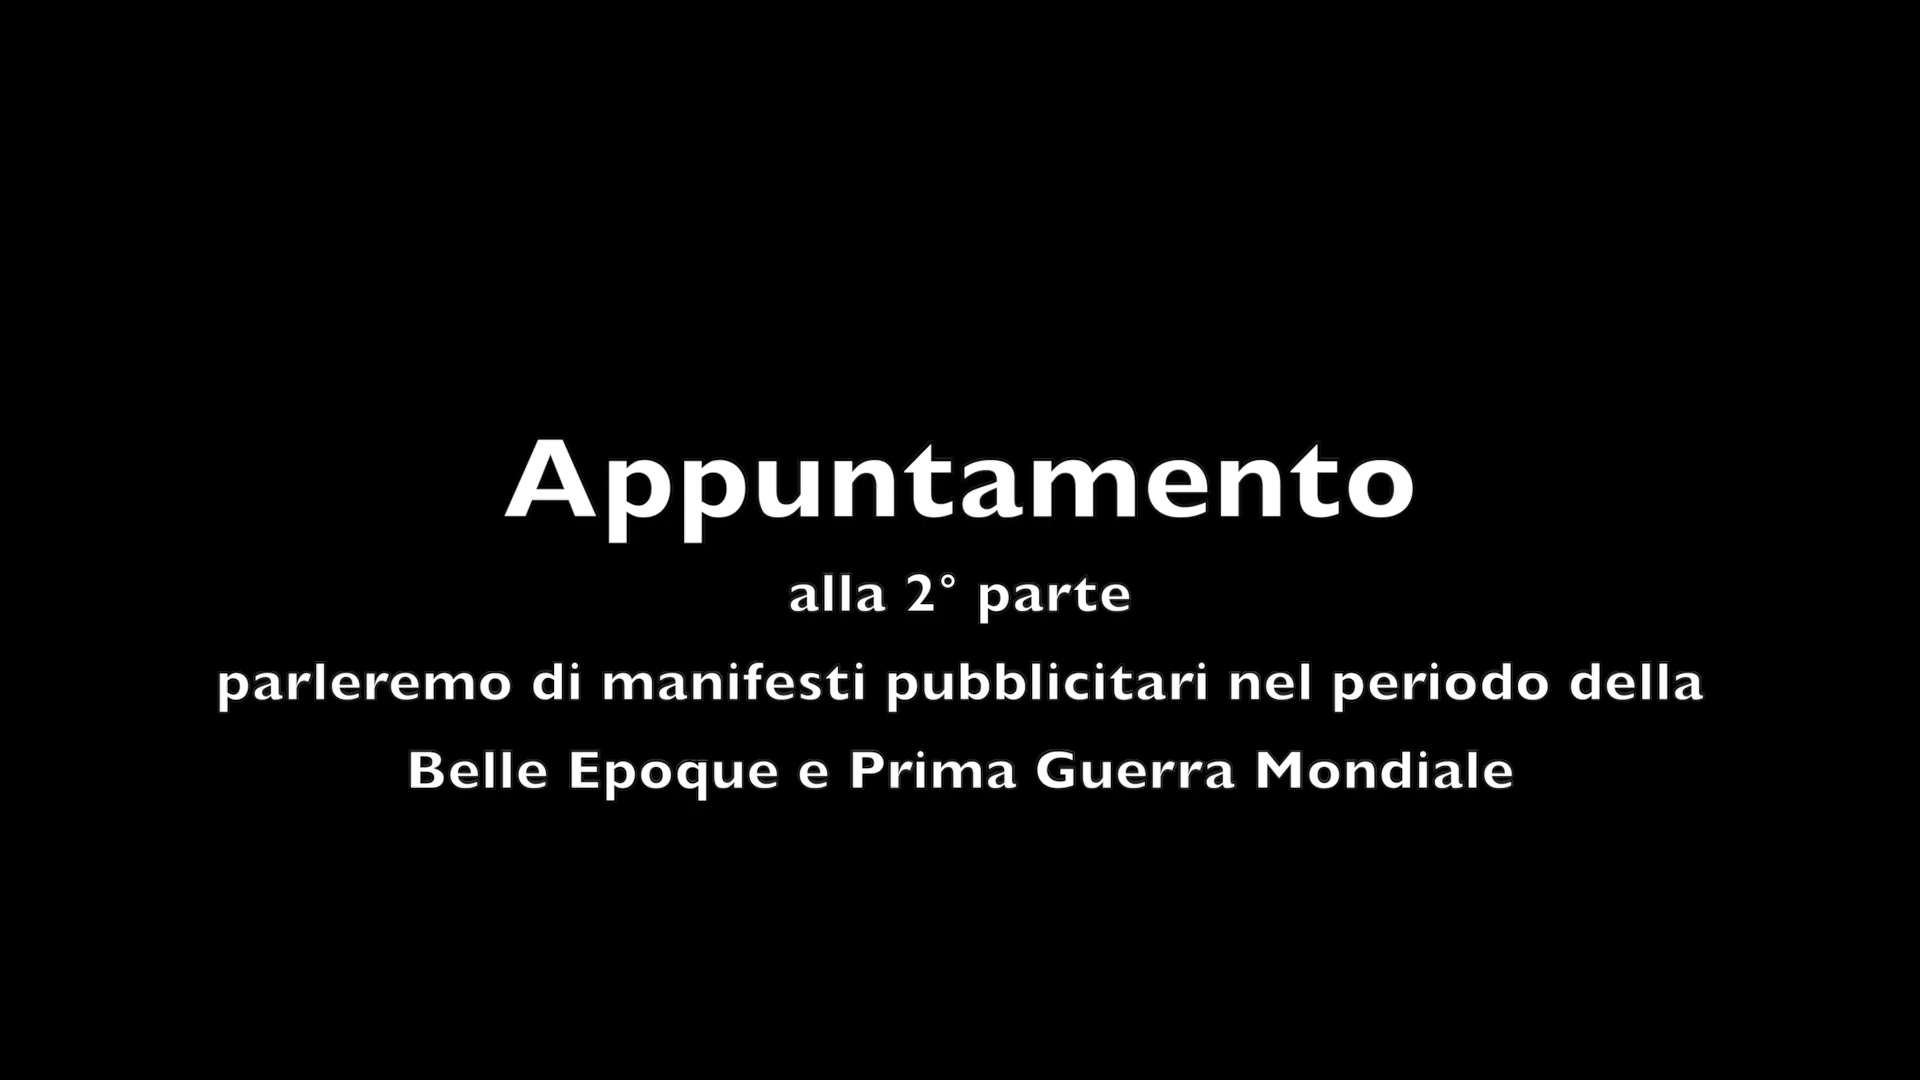 Appuntamento
alla 2° parte
parleremo di manifesti pubblicitari nel periodo della
Belle Epoque e Prima Guerra Mondiale